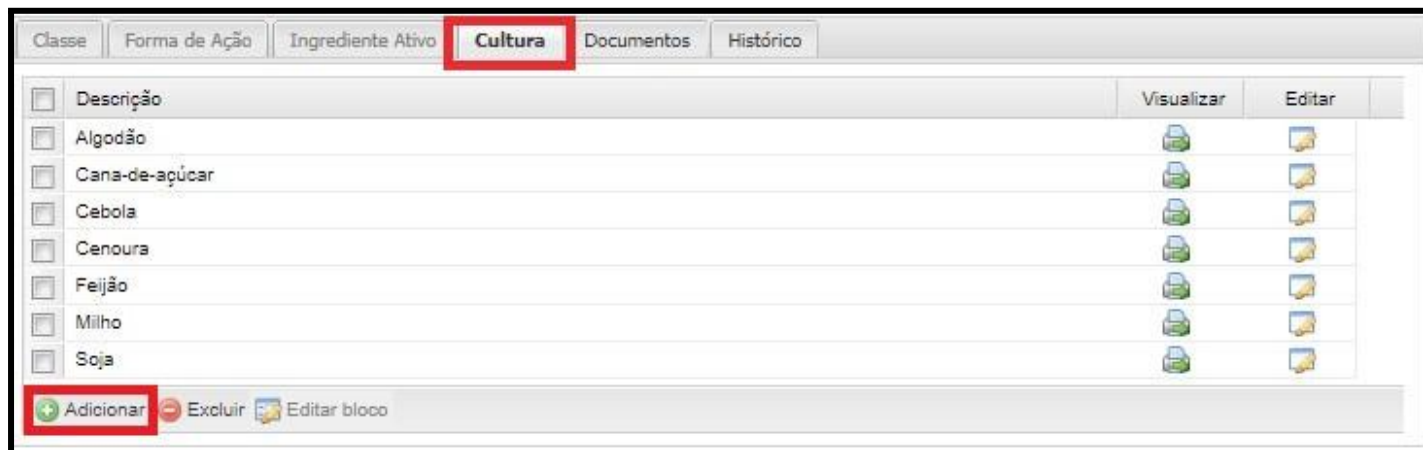 Classe Forma de Ação Ingrediente Ativo Cultura Documentos Histórico
Descrição Visualizar Editar
Algodão
Cana-de-açúcar
Cebola
Cenoura
Feijão
Milho
Soja
Adicionar Excluir Editar bloco